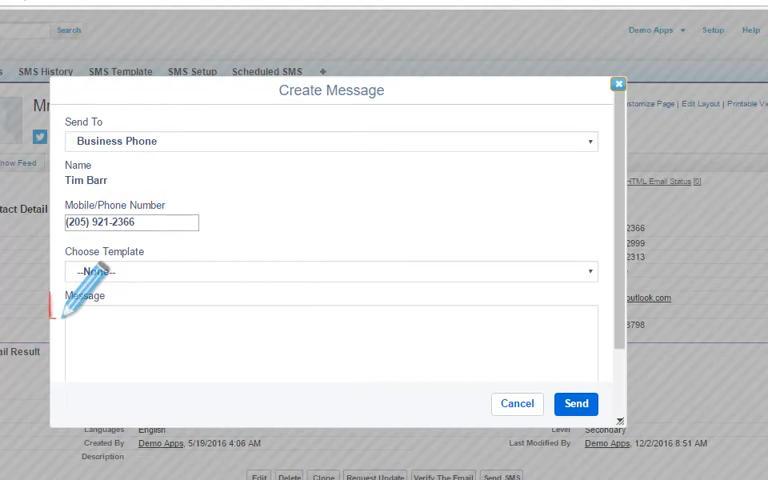 Search
Demo Apps
Setup
Help
SMS History
SMS Template
SMS Setup
Scheduled SMS
+
Create Message
Edit Layout
Printable
Send To
Business Phone
Name
Tim Barr
HTML Email Status [0]
Mobile/Phone Number
(205) 921-2366
2366
2999
2313
Choose Template
--None--
Message
outlook.com
3798
Cancel
Send
Languages
English
Level
Secondary
Created By
Demo Apps, 5/19/2016 4:06 AM
Last Modified By
Demo Apps, 12/2/2016 8:51 AM
Description
Edit
Delete
Clone
Request Update
Verify The Email
Send SMS